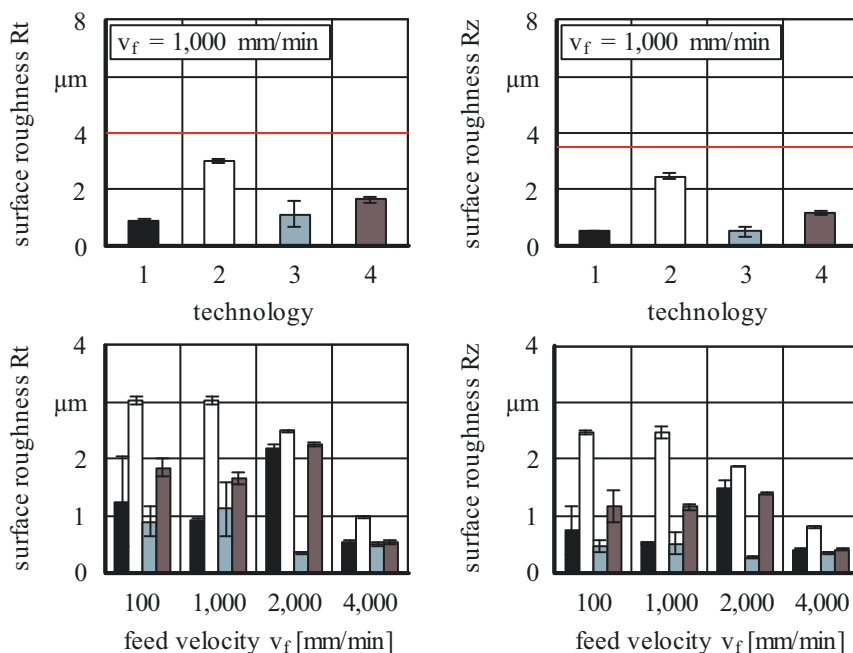 surface roughness Rt
8
μm
4
2
0
v_f = 1,000 mm/min
1 2 3 4
technology
surface roughness Rz
8
μm
4
2
0
v_f = 1,000 mm/min
1 2 3 4
technology
surface roughness Rt
4
μm
2
1
0
100 1,000 2,000 4,000
feed velocity v_f [mm/min]
surface roughness Rz
4
μm
2
1
0
100 1,000 2,000 4,000
feed velocity v_f [mm/min]